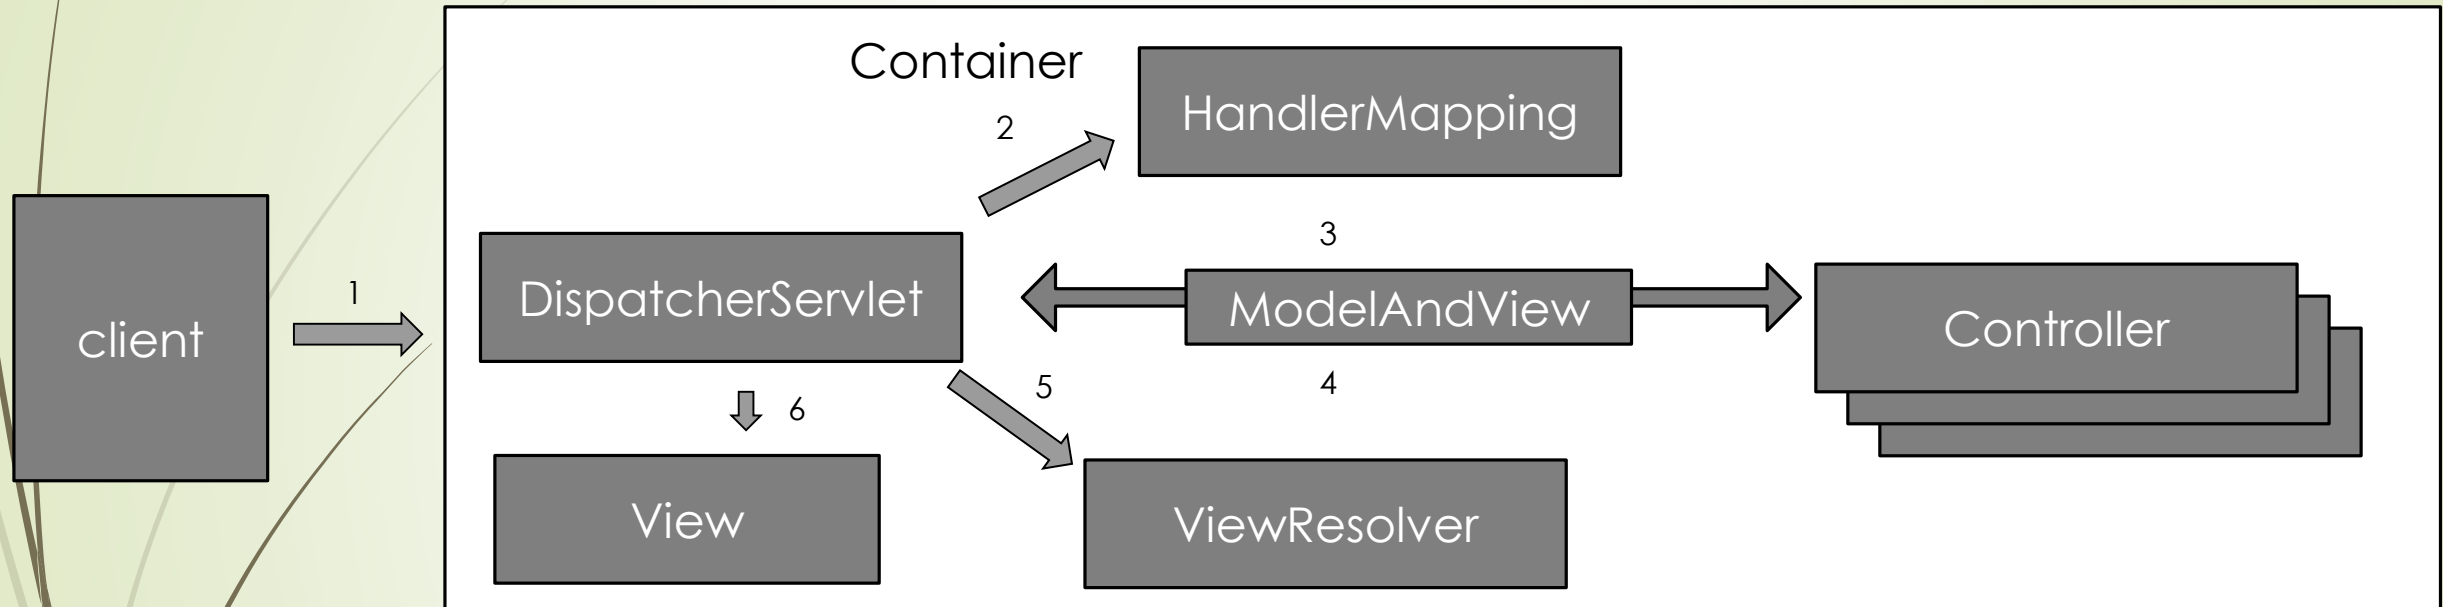 Container
HandlerMapping
2
client
1
DispatcherServlet
3
ModelAndView
4
Controller
5
6
View
ViewResolver